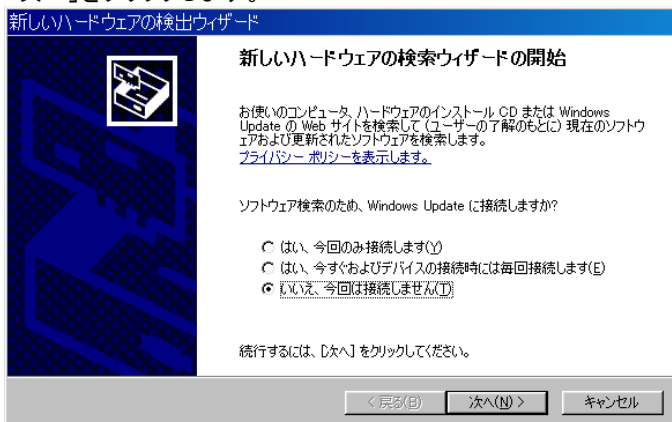 をクリックします。
新しいハードウェアの検出ウィザード
新しいハードウェアの検索ウィザードの開始
お使いのコンピュータ、ハードウェアのインストール CD または Windows
Update の Web サイトを検索して (ユーザーの了解のもとに) 現在のソフトウ
ェアおよび更新されたソフトウェアを検索します。
プライバシー ポリシーを表示します。
ソフトウェア検索のため、Windows Update に接続しますか?
はい、今回のみ接続します(Y)
はい、今すぐおよびデバイスの接続時には毎回接続します(E)
いいえ、今回は接続しません(T)
続行するには、[次へ] をクリックしてください。
< 戻る(B)
次へ(N) >
キャンセル